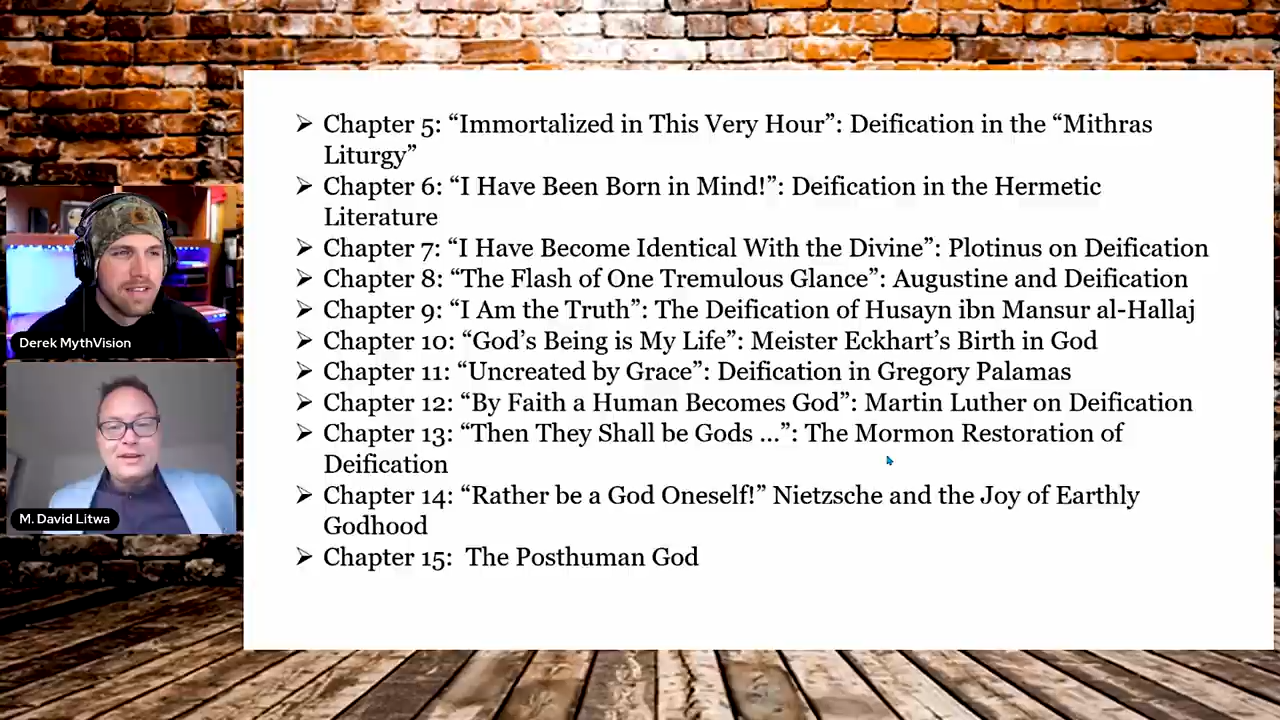 ➢ Chapter 5: “Immortalized in This Very Hour”: Deification in the “Mithras
Liturgy”
➢ Chapter 6: “I Have Been Born in Mind!”: Deification in the Hermetic
Literature
➢ Chapter 7: “I Have Become Identical With the Divine”: Plotinus on Deification
➢ Chapter 8: “The Flash of One Tremulous Glance”: Augustine and Deification
➢ Chapter 9: “I Am the Truth”: The Deification of Husayn ibn Mansur al-Hallaj
➢ Chapter 10: “God’s Being is My Life”: Meister Eckhart’s Birth in God
➢ Chapter 11: “Uncreated by Grace”: Deification in Gregory Palamas
➢ Chapter 12: “By Faith a Human Becomes God”: Martin Luther on Deification
➢ Chapter 13: “Then They Shall be Gods ...”: The Mormon Restoration of
Deification
➢ Chapter 14: “Rather be a God Oneself!” Nietzsche and the Joy of Earthly
Godhood
➢ Chapter 15:  The Posthuman God
Derek MythVision
M. David Litwa